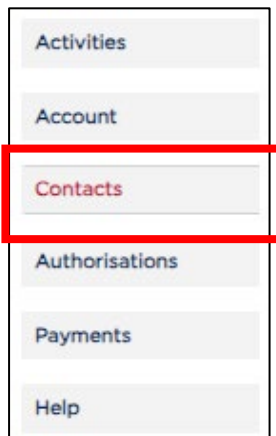 Activities
Account
Contacts
Authorisations
Payments
Help